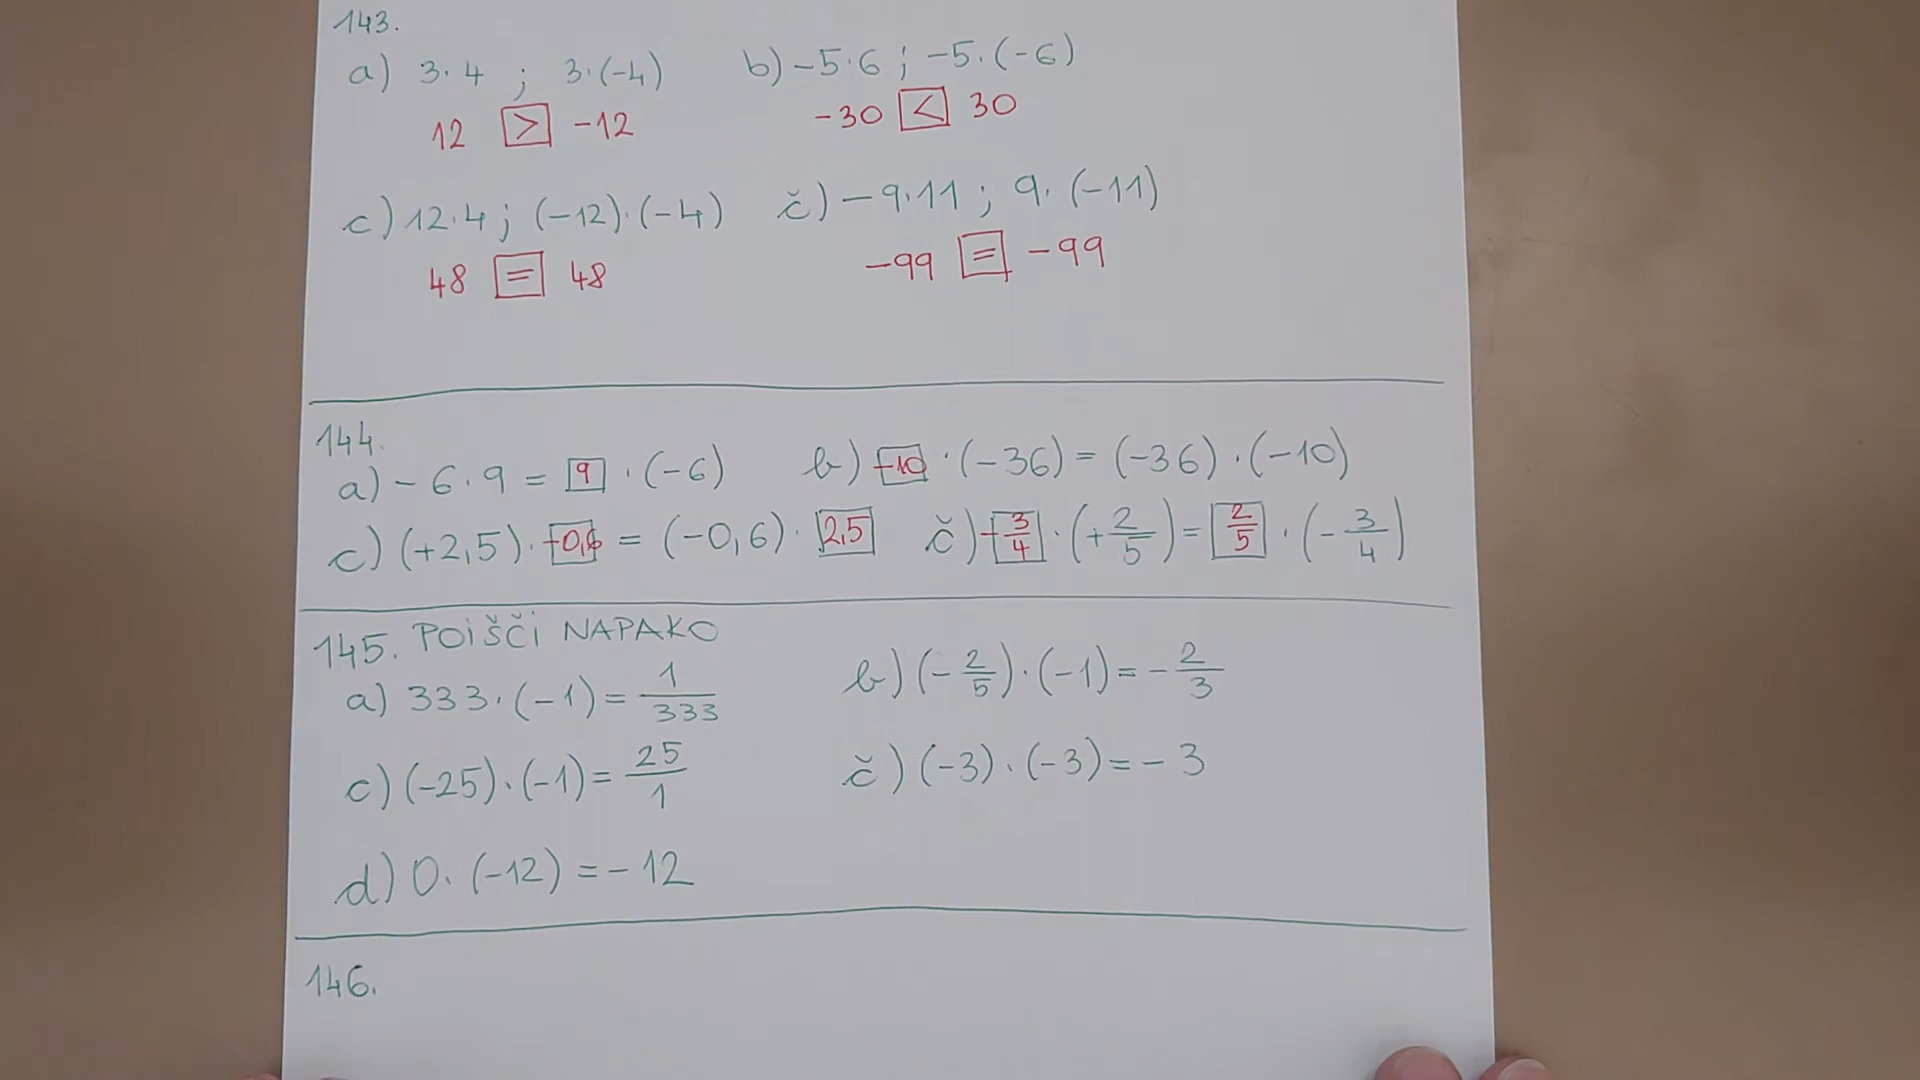 143.
a) 3·4 ; 3·(-4) b) -5·6 ; -5·(-6)
12 > -12 -30 < 30
c) 12·4 ; (-12)·(-4) č) -9·11 ; 9·(-11)
48 = 48 -99 = -99
144.
a) -6·9 = 9 ·(-6) b) -10 ·(-36) = (-36)·(-10)
c) (+2,5)· -0,6 = (-0,6)· 2,5 č) -3/4 ·(+2/5) = 2/5 ·(-3/4)
145. POIŠČI NAPAKO
a) 333·(-1) = 1/333 b) (-2/5)·(-1) = -2/3
c) (-25)·(-1) = 25/1 č) (-3)·(-3) = -3
d) 0·(-12) = -12
146.